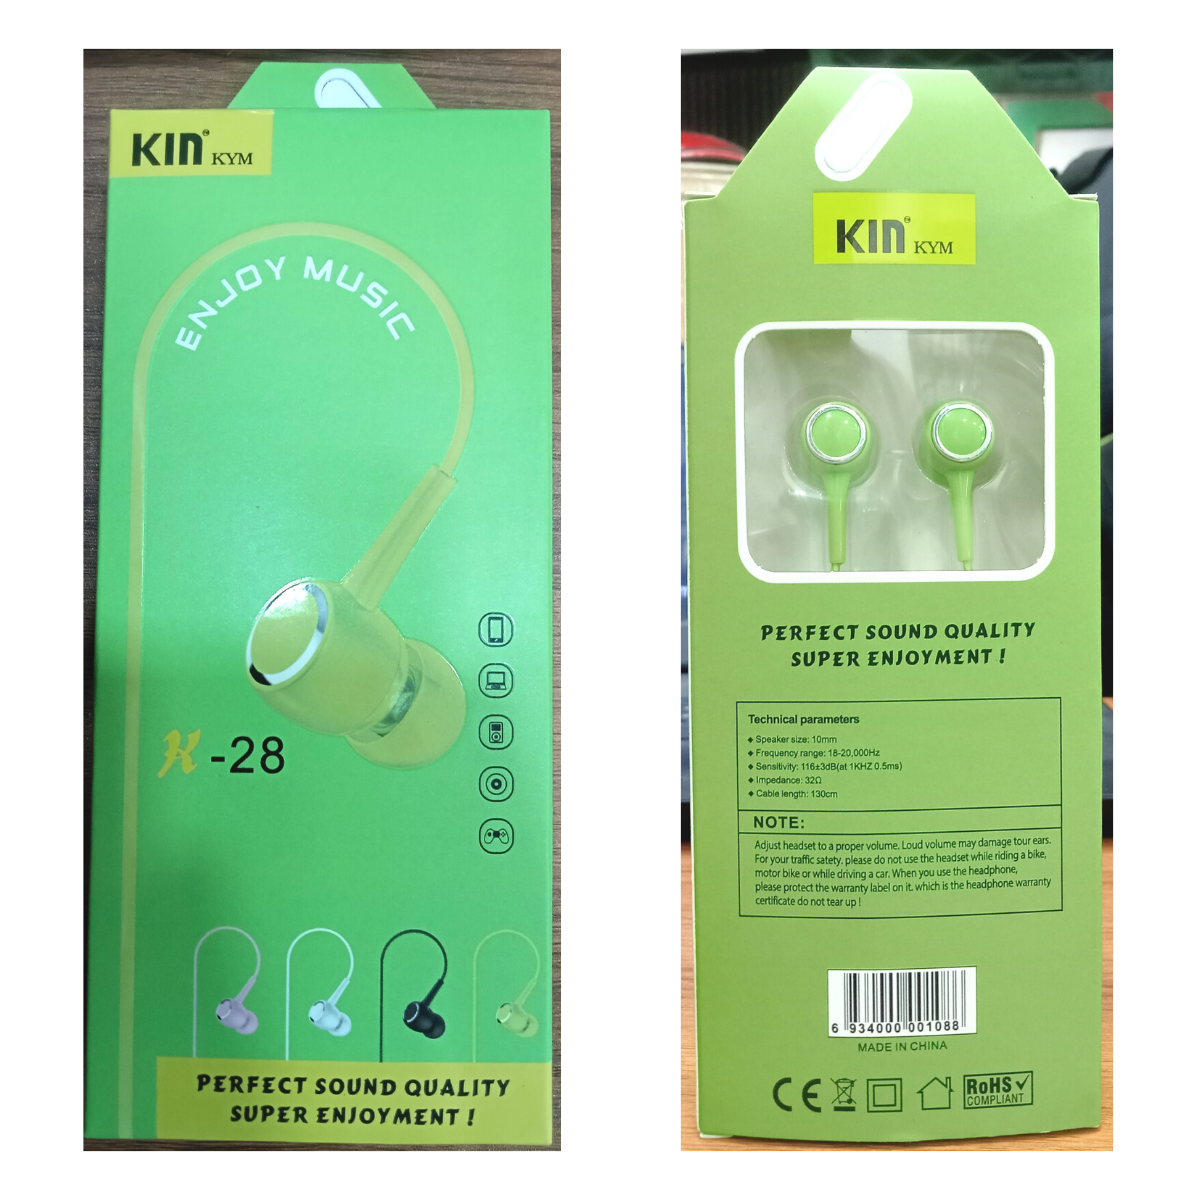 KIN KYM
ENJOY MUSIC
K-28
PERFECT SOUND QUALITY
SUPER ENJOYMENT !
KIN KYM
PERFECT SOUND QUALITY
SUPER ENJOYMENT !
Technical parameters
◆ Speaker size: 10mm
◆ Frequency range: 18-20,000Hz
◆ Sensitivity: 116±3dB(at 1KHZ 0.5ms)
◆ Impedance: 32Ω
◆ Cable length: 130cm
NOTE:
Adjust headset to a proper volume. Loud volume may damage tour ears.
For your traffic safety. please do not use the headset while riding a bike,
motor bike or while driving a car. When you use the headphone,
please protect the warranty label on it. which is the headphone warranty
certificate do not tear up !
6 934000 001088
MADE IN CHINA
CE
RoHS
COMPLIANT